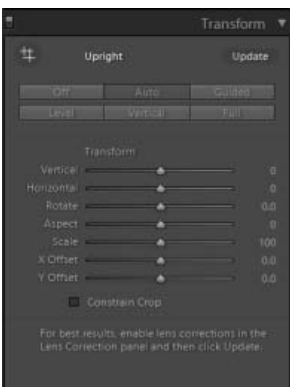 Transform
Upright Update
Off Auto Guided
Level Vertical Full
Transform
Vertical 0
Horizontal 0
Rotate 0.0
Aspect 0
Scale 100
X Offset 0.0
Y Offset 0.0
Constrain Crop
For best results, enable lens corrections in the
Lens Correction panel and then click Update.